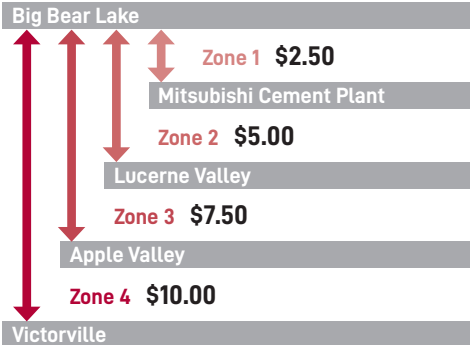 Big Bear Lake
Zone 1 $2.50
Mitsubishi Cement Plant
Zone 2 $5.00
Lucerne Valley
Zone 3 $7.50
Apple Valley
Zone 4 $10.00
Victorville